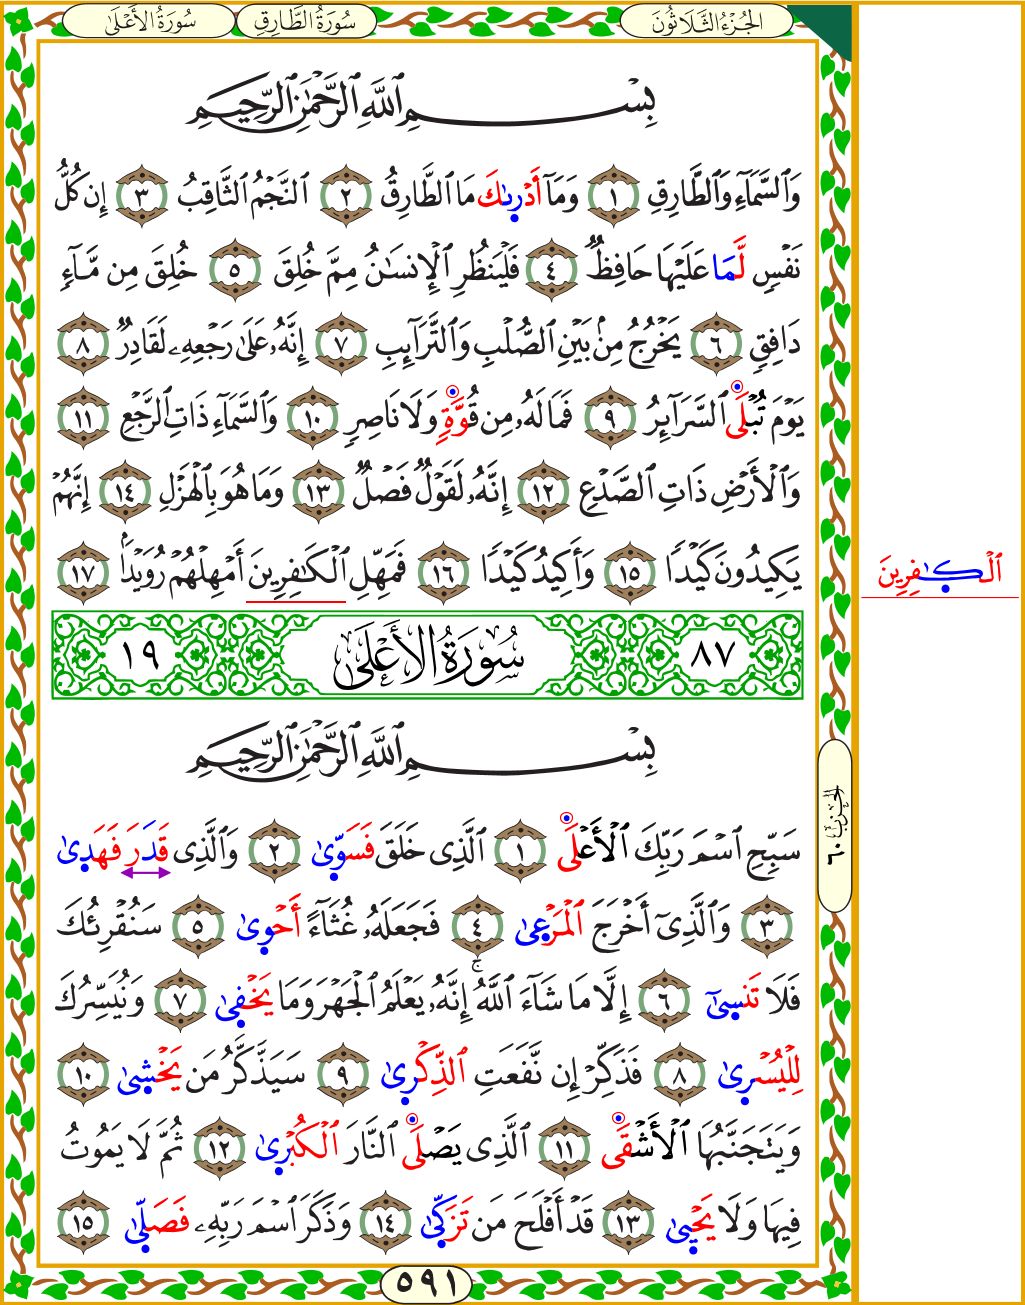 الجُزْءُ الثَّلَاثُونَ سُورَةُ الطَّارِقِ سُورَةُ الأَعْلَىٰ
بِسْمِ ٱللَّهِ ٱلرَّحْمَٰنِ ٱلرَّحِيمِ
وَٱلسَّمَآءِ وَٱلطَّارِقِ ١ وَمَآ أَدْرَىٰكَ مَا ٱلطَّارِقُ ٢ ٱلنَّجْمُ ٱلثَّاقِبُ ٣ إِن كُلُّ
نَفْسٍ لَّمَا عَلَيْهَا حَافِظٌ ٤ فَلْيَنظُرِ ٱلْإِنسَٰنُ مِمَّ خُلِقَ ٥ خُلِقَ مِن مَّآءٍ
دَافِقٍ ٦ يَخْرُجُ مِنۢ بَيْنِ ٱلصُّلْبِ وَٱلتَّرَآئِبِ ٧ إِنَّهُۥ عَلَىٰ رَجْعِهِۦ لَقَادِرٌ ٨
يَوْمَ تُبْلَى ٱلسَّرَآئِرُ ٩ فَمَا لَهُۥ مِن قُوَّةٍ وَلَا نَاصِرٍ ١٠ وَٱلسَّمَآءِ ذَاتِ ٱلرَّجْعِ ١١
وَٱلْأَرْضِ ذَاتِ ٱلصَّدْعِ ١٢ إِنَّهُۥ لَقَوْلٌ فَصْلٌ ١٣ وَمَا هُوَ بِٱلْهَزْلِ ١٤ إِنَّهُمْ
يَكِيدُونَ كَيْدًا ١٥ وَأَكِيدُ كَيْدًا ١٦ فَمَهِّلِ ٱلْكَٰفِرِينَ أَمْهِلْهُمْ رُوَيْدًۢا ١٧
ٱلْكَٰفِرِينَ
٨٧ سُورَةُ الأَعْلَىٰ ١٩
بِسْمِ ٱللَّهِ ٱلرَّحْمَٰنِ ٱلرَّحِيمِ
سَبِّحِ ٱسْمَ رَبِّكَ ٱلْأَعْلَى ١ ٱلَّذِى خَلَقَ فَسَوَّىٰ ٢ وَٱلَّذِى قَدَرَ فَهَدَىٰ
الحِزْبُ ٦٠
٣ وَٱلَّذِىٓ أَخْرَجَ ٱلْمَرْعَىٰ ٤ فَجَعَلَهُۥ غُثَآءً أَحْوَىٰ ٥ سَنُقْرِئُكَ
فَلَا تَنسَىٰٓ ٦ إِلَّا مَا شَآءَ ٱللَّهُ ۚ إِنَّهُۥ يَعْلَمُ ٱلْجَهْرَ وَمَا يَخْفَىٰ ٧ وَنُيَسِّرُكَ
لِلْيُسْرَىٰ ٨ فَذَكِّرْ إِن نَّفَعَتِ ٱلذِّكْرَىٰ ٩ سَيَذَّكَّرُ مَن يَخْشَىٰ ١٠
وَيَتَجَنَّبُهَا ٱلْأَشْقَى ١١ ٱلَّذِى يَصْلَى ٱلنَّارَ ٱلْكُبْرَىٰ ١٢ ثُمَّ لَا يَمُوتُ
فِيهَا وَلَا يَحْيَىٰ ١٣ قَدْ أَفْلَحَ مَن تَزَكَّىٰ ١٤ وَذَكَرَ ٱسْمَ رَبِّهِۦ فَصَلَّىٰ ١٥
٥٩١